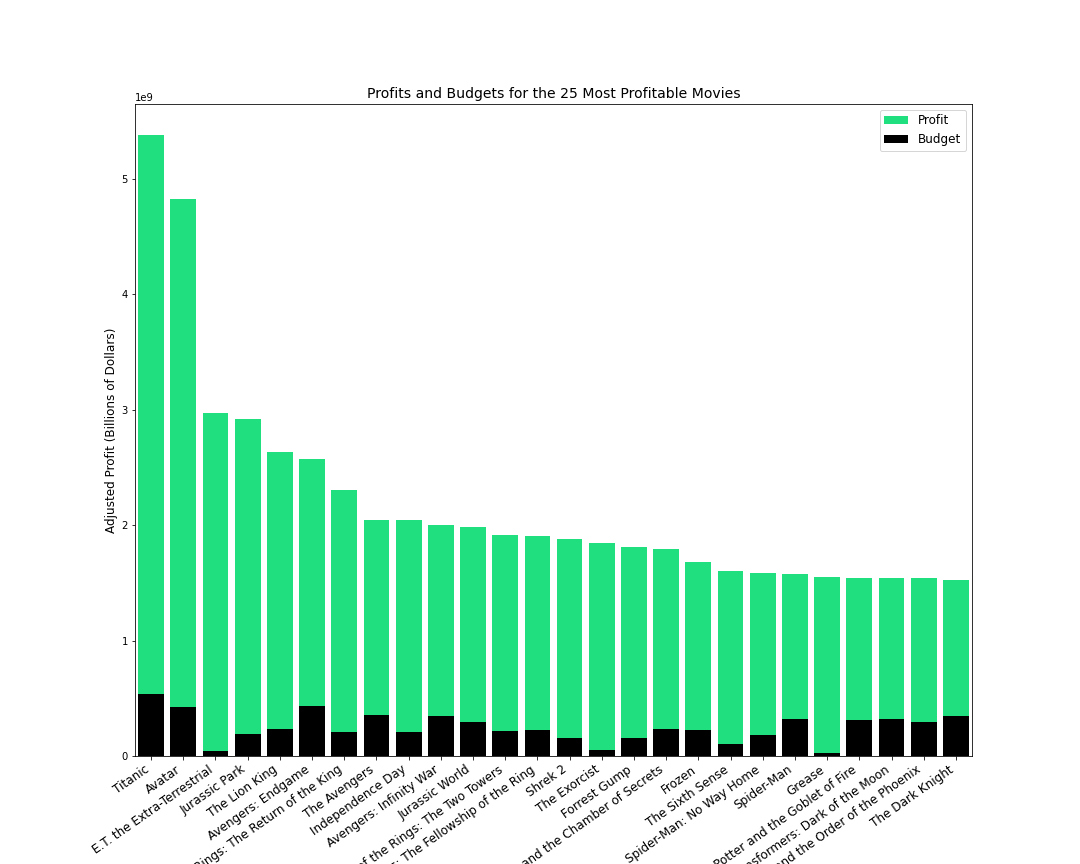 Profits and Budgets for the 25 Most Profitable Movies
1e9
Profit
Budget
5
4
3
2
1
0
Adjusted Profit (Billions of Dollars)
Titanic
Avatar
E.T. the Extra-Terrestrial
Jurassic Park
The Lion King
Avengers: Endgame
Rings: The Return of the King
The Avengers
Independence Day
Avengers: Infinity War
Jurassic World
of the Rings: The Two Towers
: The Fellowship of the Ring
Shrek 2
The Exorcist
Forrest Gump
and the Chamber of Secrets
Frozen
The Sixth Sense
Spider-Man: No Way Home
Spider-Man
Grease
Potter and the Goblet of Fire
nsformers: Dark of the Moon
and the Order of the Phoenix
The Dark Knight